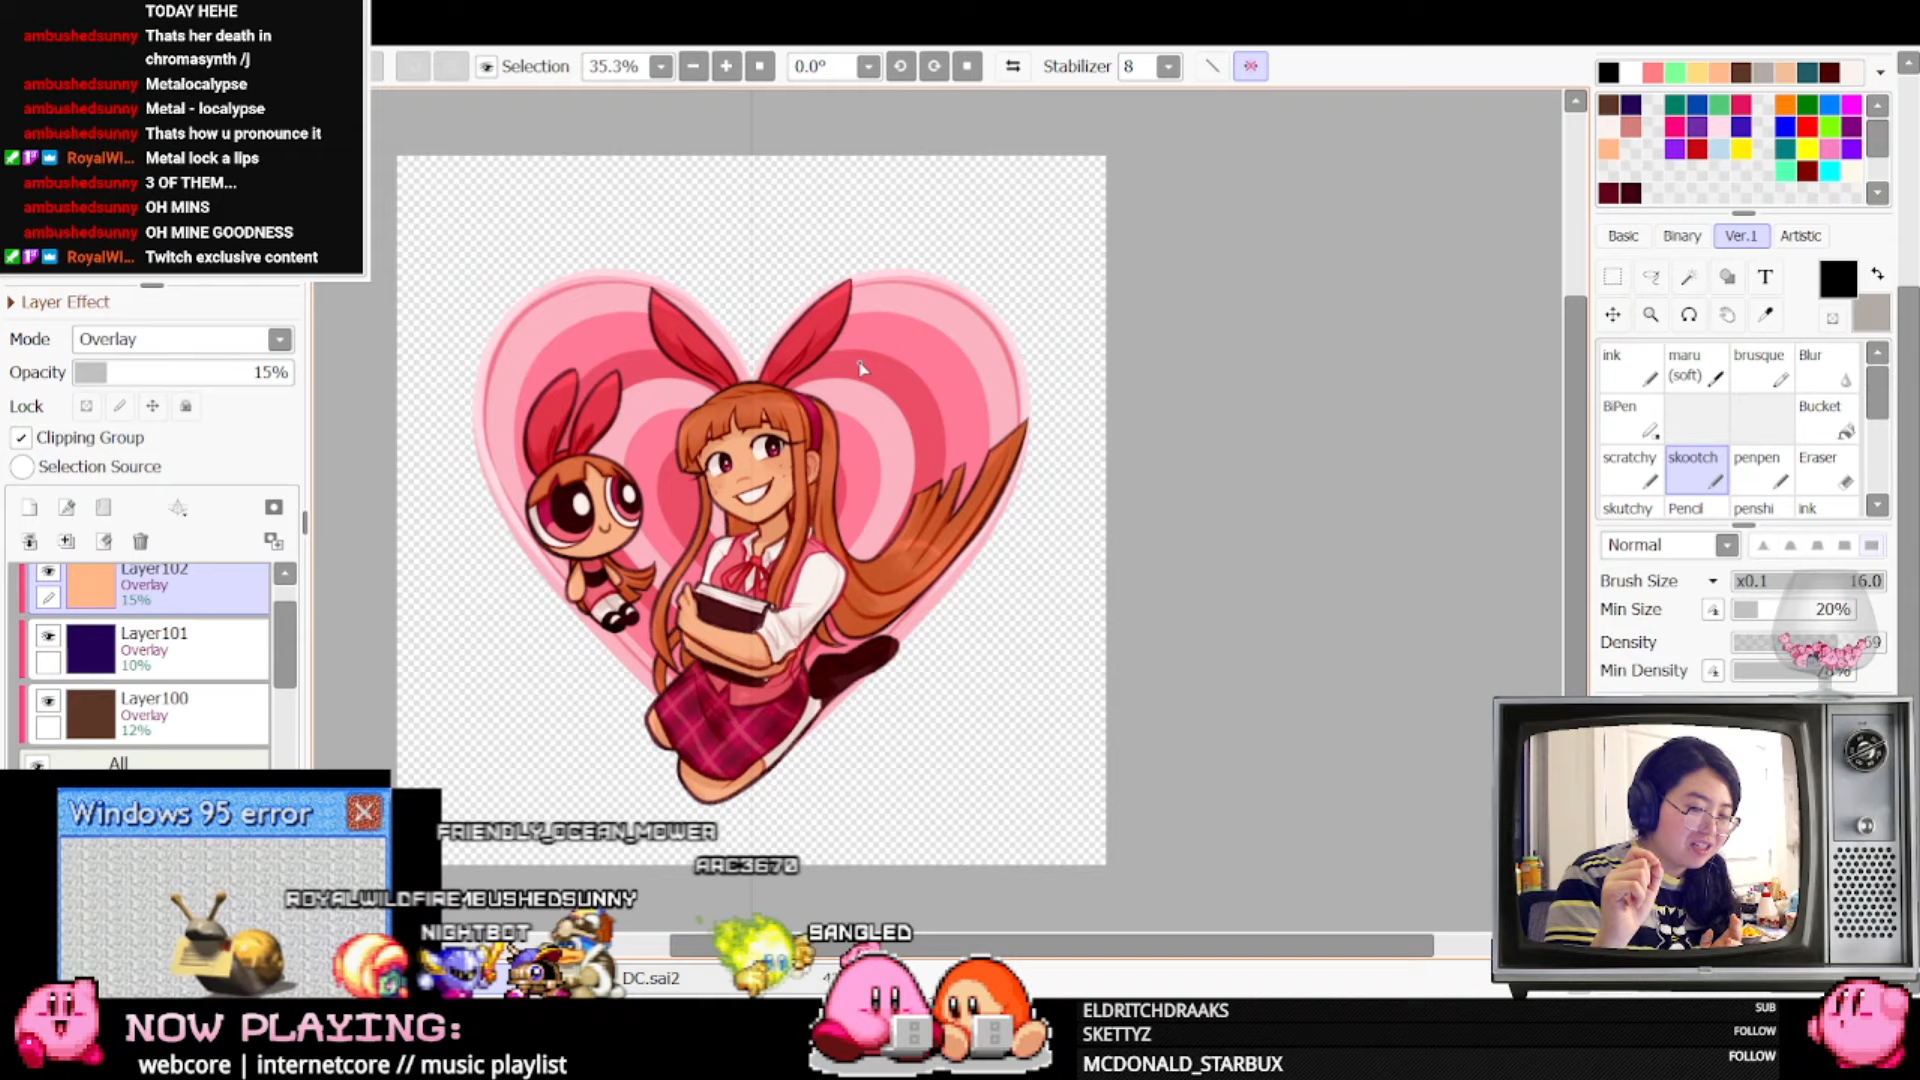 TODAY HEHE
ambushedsunny Thats her death in
chromasynth /j
ambushedsunny Metalocalypse
ambushedsunny Metal - localypse
ambushedsunny Thats how u pronounce it
RoyalWI... Metal lock a lips
ambushedsunny 3 OF THEM...
ambushedsunny OH MINS
ambushedsunny OH MINE GOODNESS
RoyalWI... Twitch exclusive content
Selection 35.3% 0.0° Stabilizer 8
Layer Effect
Mode Overlay
Opacity 15%
Lock
Clipping Group
Selection Source
Layer102
Overlay
15%
Layer101
Overlay
10%
Layer100
Overlay
12%
All
Basic Binary Ver.1 Artistic
T
ink maru (soft) brusque Blur
BiPen Bucket
scratchy skootch penpen Eraser
skutchy Pencil penshi ink
Normal
Brush Size x0.1 16.0
Min Size 20%
Density 69
Min Density
Windows 95 error
FRIENDLY_OCEAN_MOWER
ARC3670
NIGHTBOT
SANGLED
DC.sai2
NOW PLAYING:
webcore | internetcore // music playlist
ELDRITCHDRAAKS SUB
SKETTYZ FOLLOW
MCDONALD_STARBUX FOLLOW